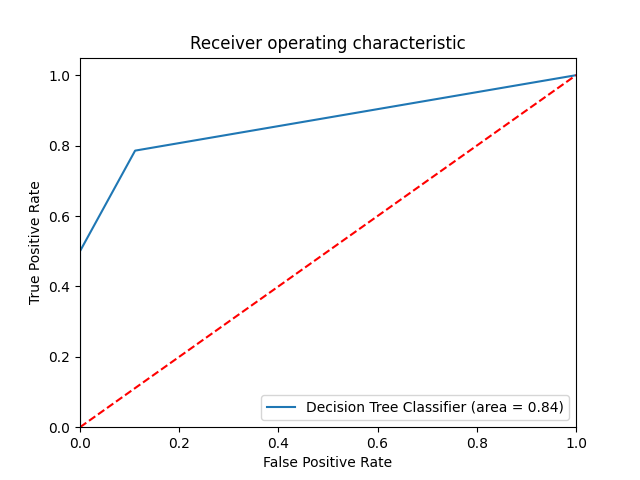 Receiver operating characteristic
True Positive Rate
1.0
0.8
0.6
0.4
0.2
0.0
Decision Tree Classifier (area = 0.84)
0.0 0.2 0.4 0.6 0.8 1.0
False Positive Rate